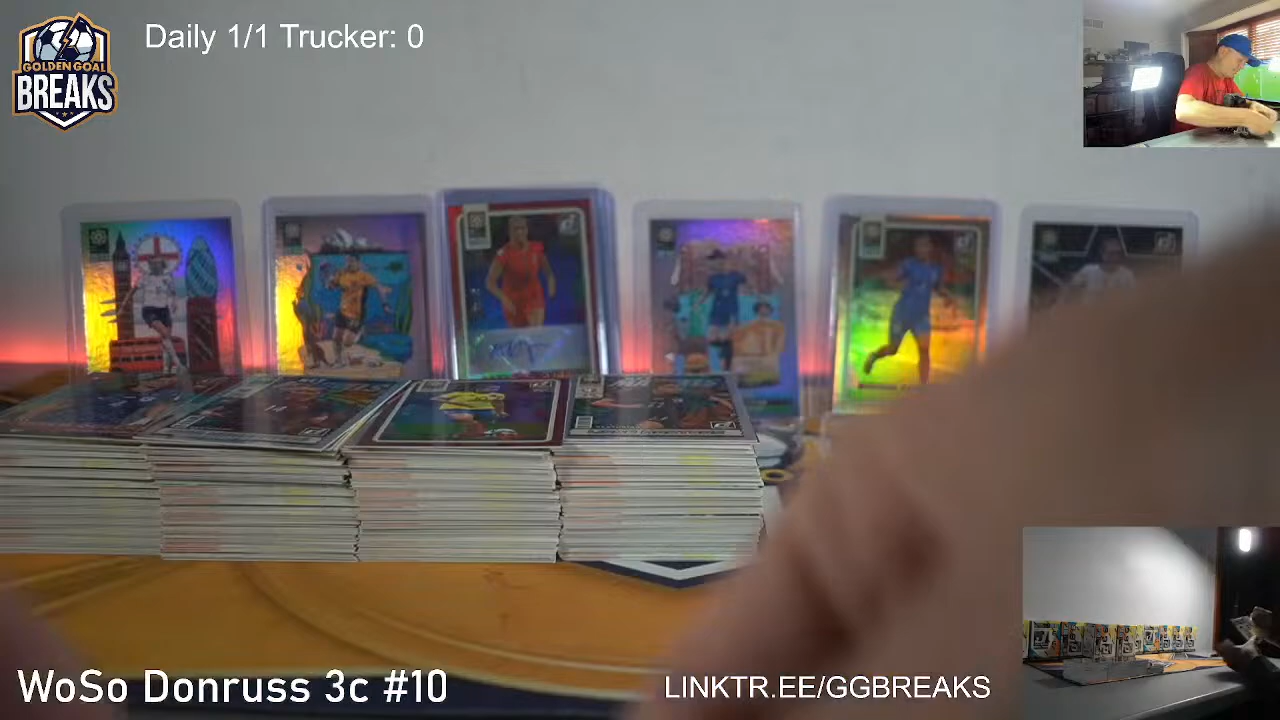 Daily 1/1 Trucker: 0
GOLDEN GOAL
BREAKS
WoSo Donruss 3c #10
LINKTR.EE/GGBREAKS